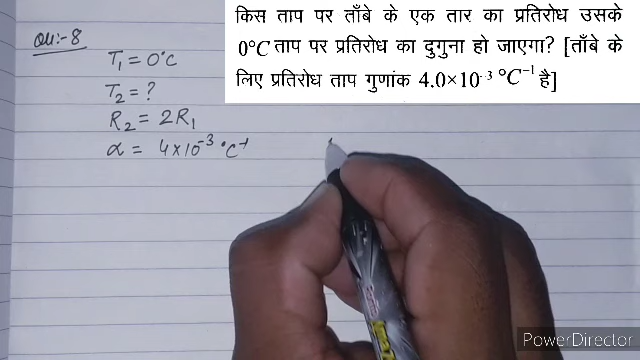 किस ताप पर ताँबे के एक तार का प्रतिरोध उसके
0°C ताप पर प्रतिरोध का दुगुना हो जाएगा? [ताँबे के
लिए प्रतिरोध ताप गुणांक 4.0×10⁻³ °C⁻¹ है]
Qu:-8
T₁ = 0°C
T₂ = ?
R₂ = 2R₁
α = 4×10⁻³ °C⁻¹
PowerDirector